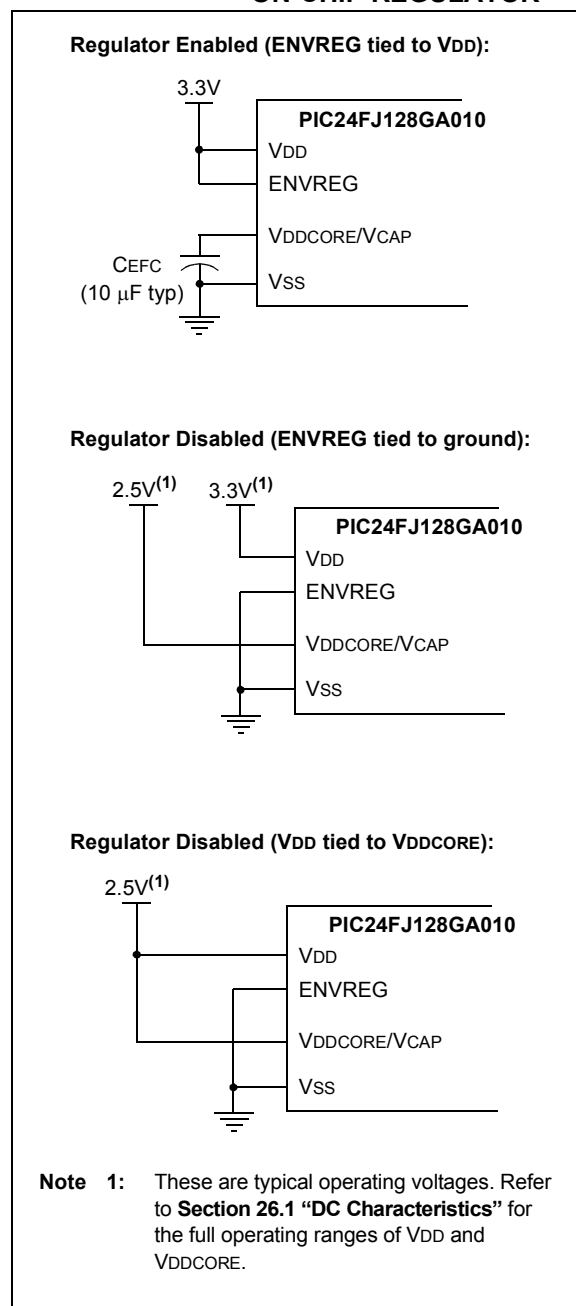 Regulator Enabled (ENVREG tied to VDD):
3.3V
PIC24FJ128GA010
VDD
ENVREG
VDDCORE/VCAP
CEFC
(10 μF typ)
VSS
Regulator Disabled (ENVREG tied to ground):
2.5V(1) 3.3V(1)
PIC24FJ128GA010
VDD
ENVREG
VDDCORE/VCAP
VSS
Regulator Disabled (VDD tied to VDDCORE):
2.5V(1)
PIC24FJ128GA010
VDD
ENVREG
VDDCORE/VCAP
VSS
Note 1: These are typical operating voltages. Refer
to Section 26.1 “DC Characteristics” for
the full operating ranges of VDD and
VDDCORE.